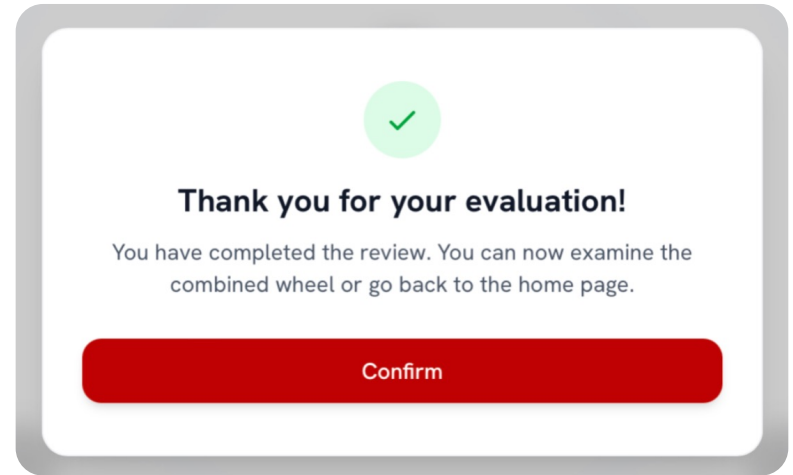 Thank you for your evaluation!
You have completed the review. You can now examine the
combined wheel or go back to the home page.
Confirm